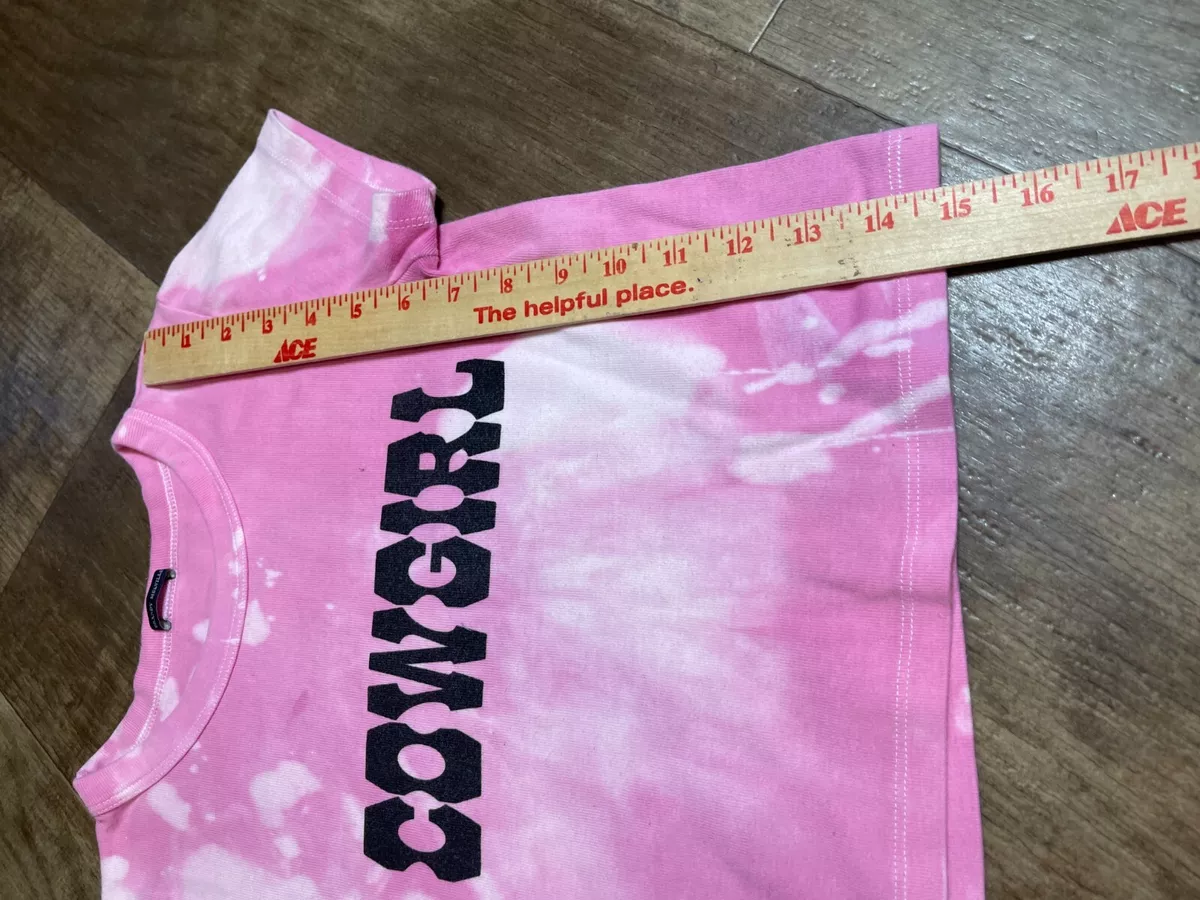 1 2 3 4 5 6 7 8 9 10 11 12 13 14 15 16 17
ACE The helpful place. ACE
COWGIRL